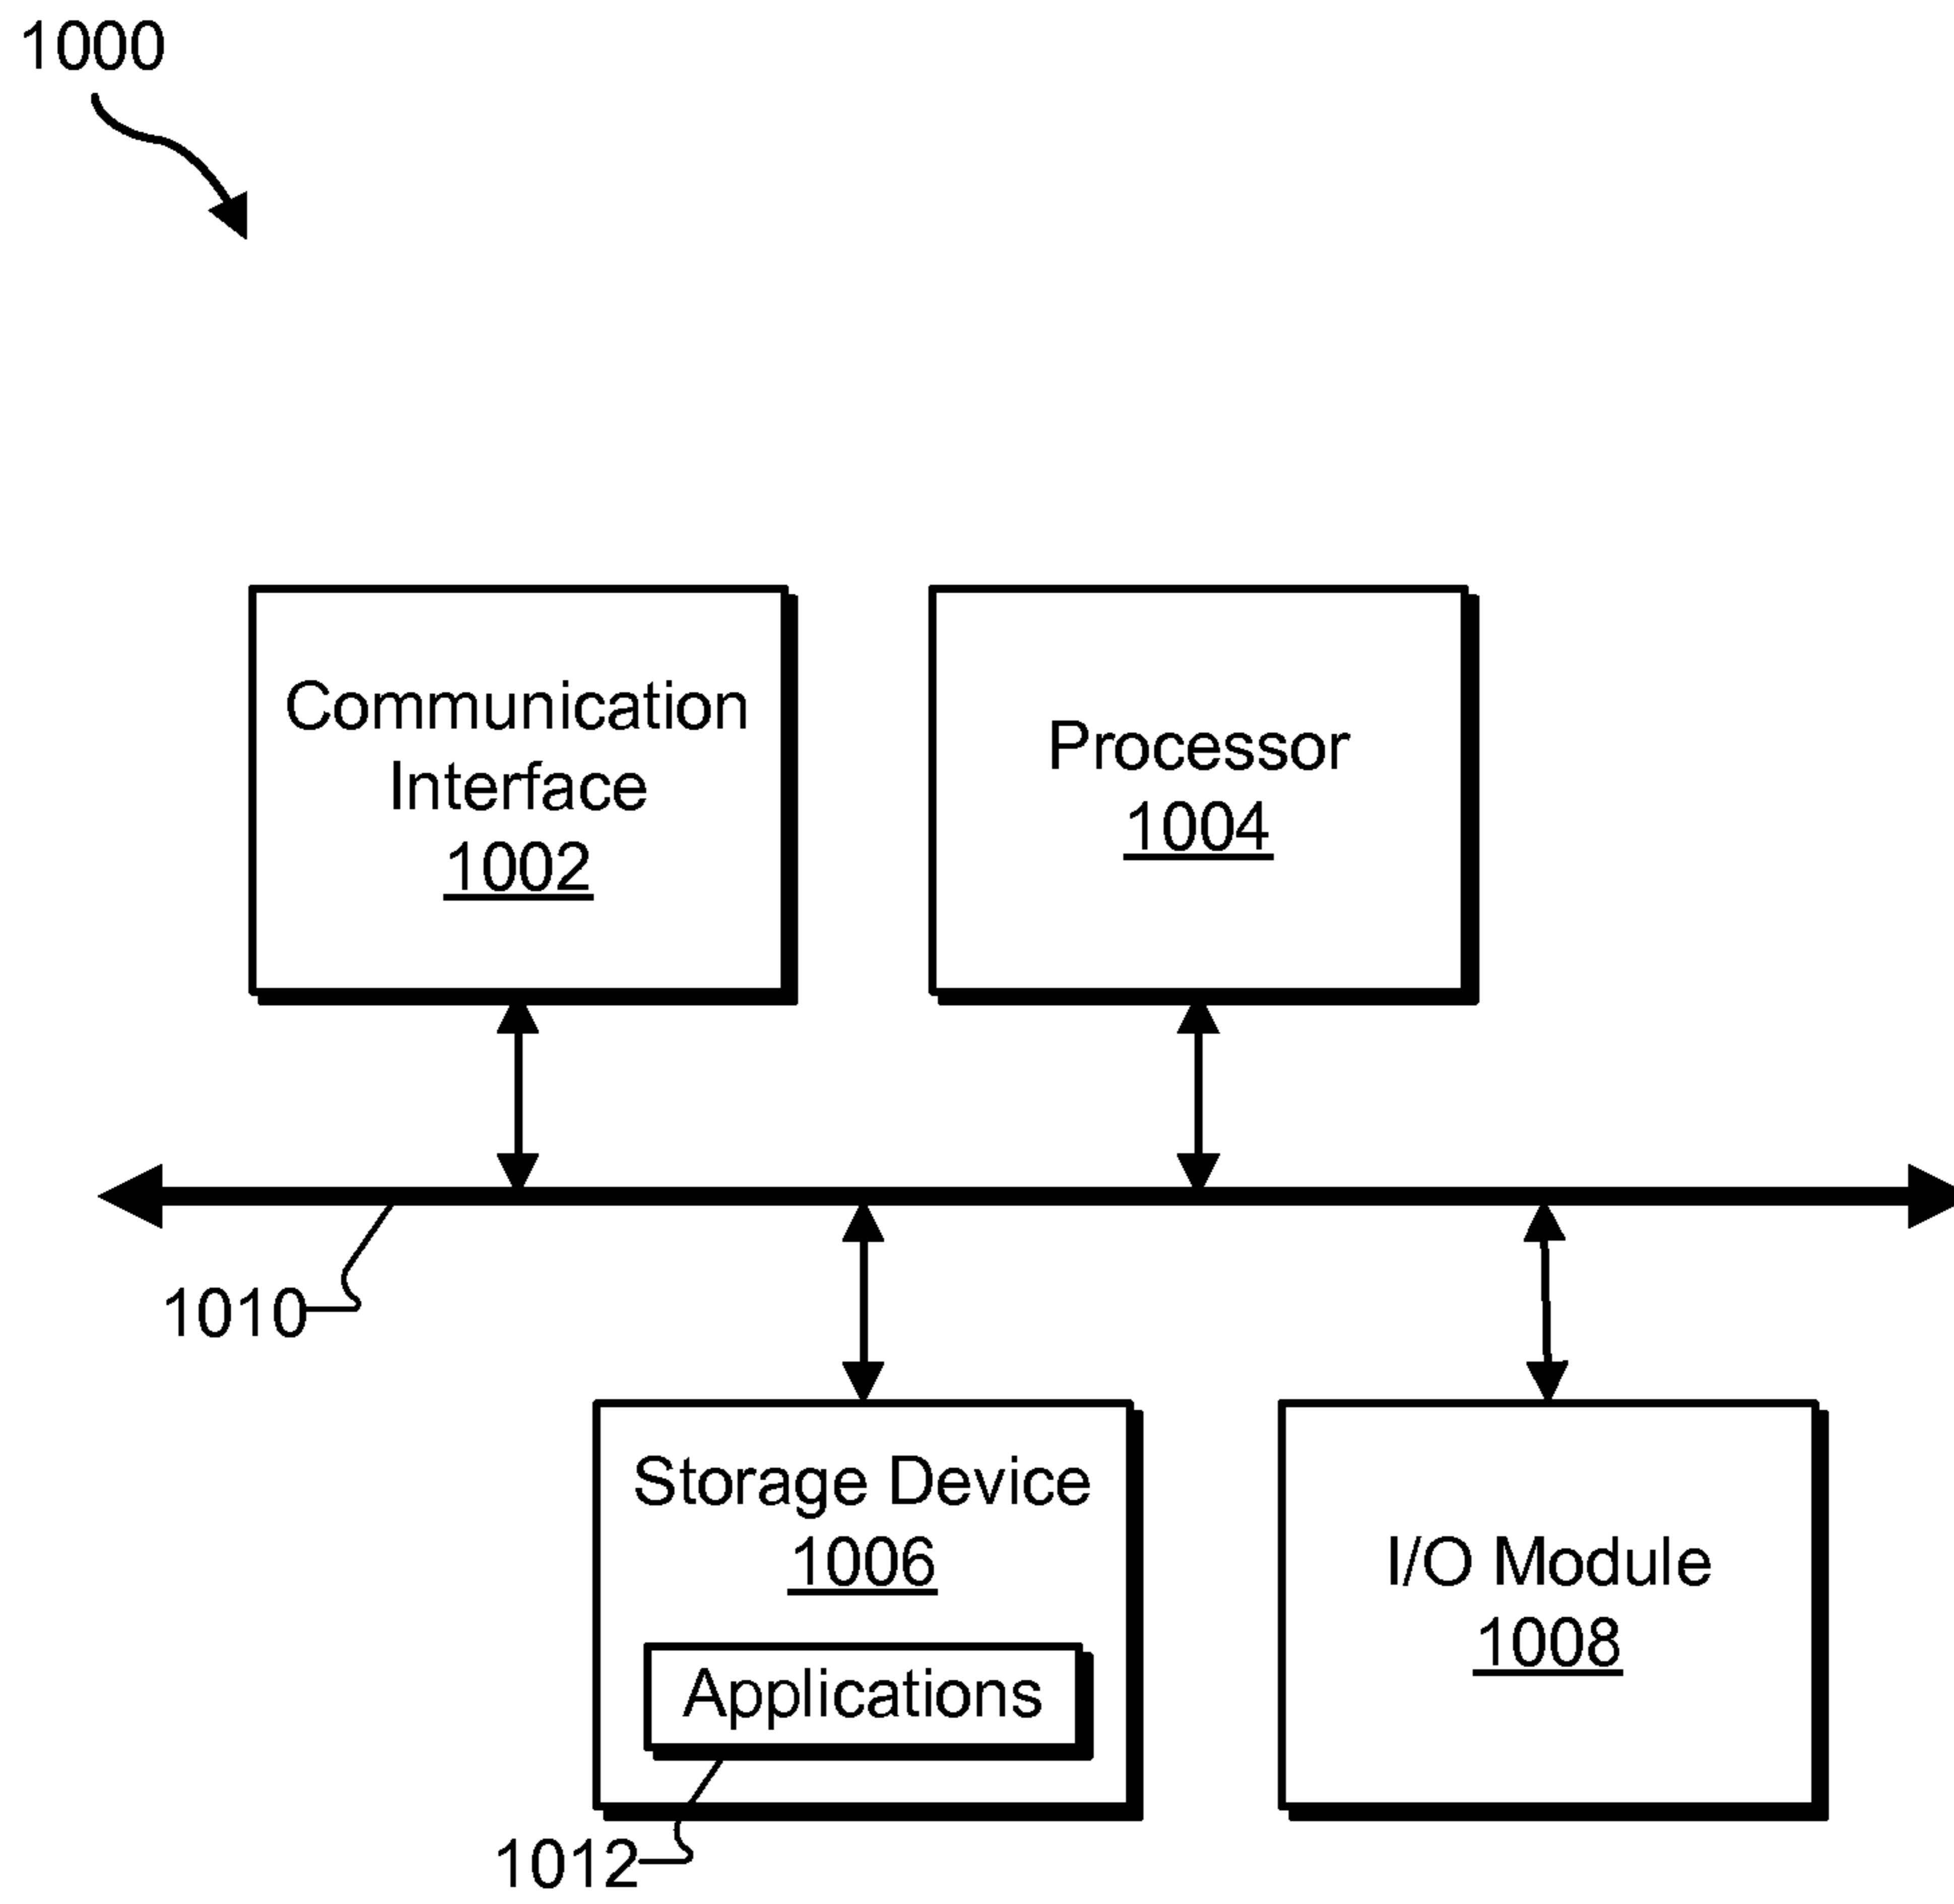 1000
Communication
Interface
1002
Processor
1004
1010
Storage Device
1006
Applications
1012
I/O Module
1008